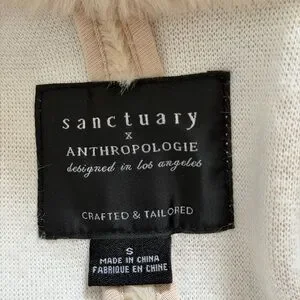 sanctuary
x
ANTHROPOLOGIE
designed in los angeles
CRAFTED & TAILORED
S
MADE IN CHINA
FABRIQUE EN CHINE